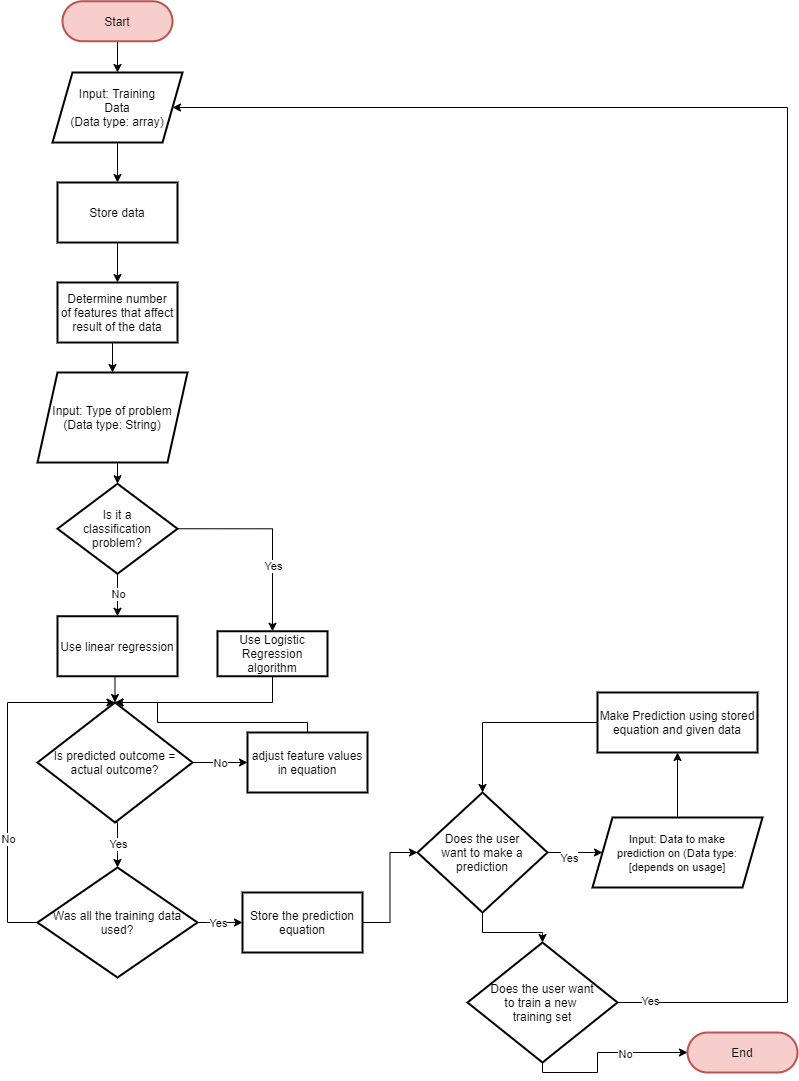 Start
Input: Training
Data
(Data type: array)
Store data
Determine number
of features that affect
result of the data
Input: Type of problem
(Data type: String)
Is it a
classification
problem?
Yes
No
Use linear regression
Use Logistic
Regression
algorithm
Is predicted outcome =
actual outcome?
No
adjust feature values
in equation
Yes
No
Was all the training data
used?
Yes
Store the prediction
equation
Make Prediction using stored
equation and given data
Does the user
want to make a
prediction
Yes
Input: Data to make
prediction on (Data type:
[depends on usage]
Does the user want
to train a new
training set
Yes
No
End